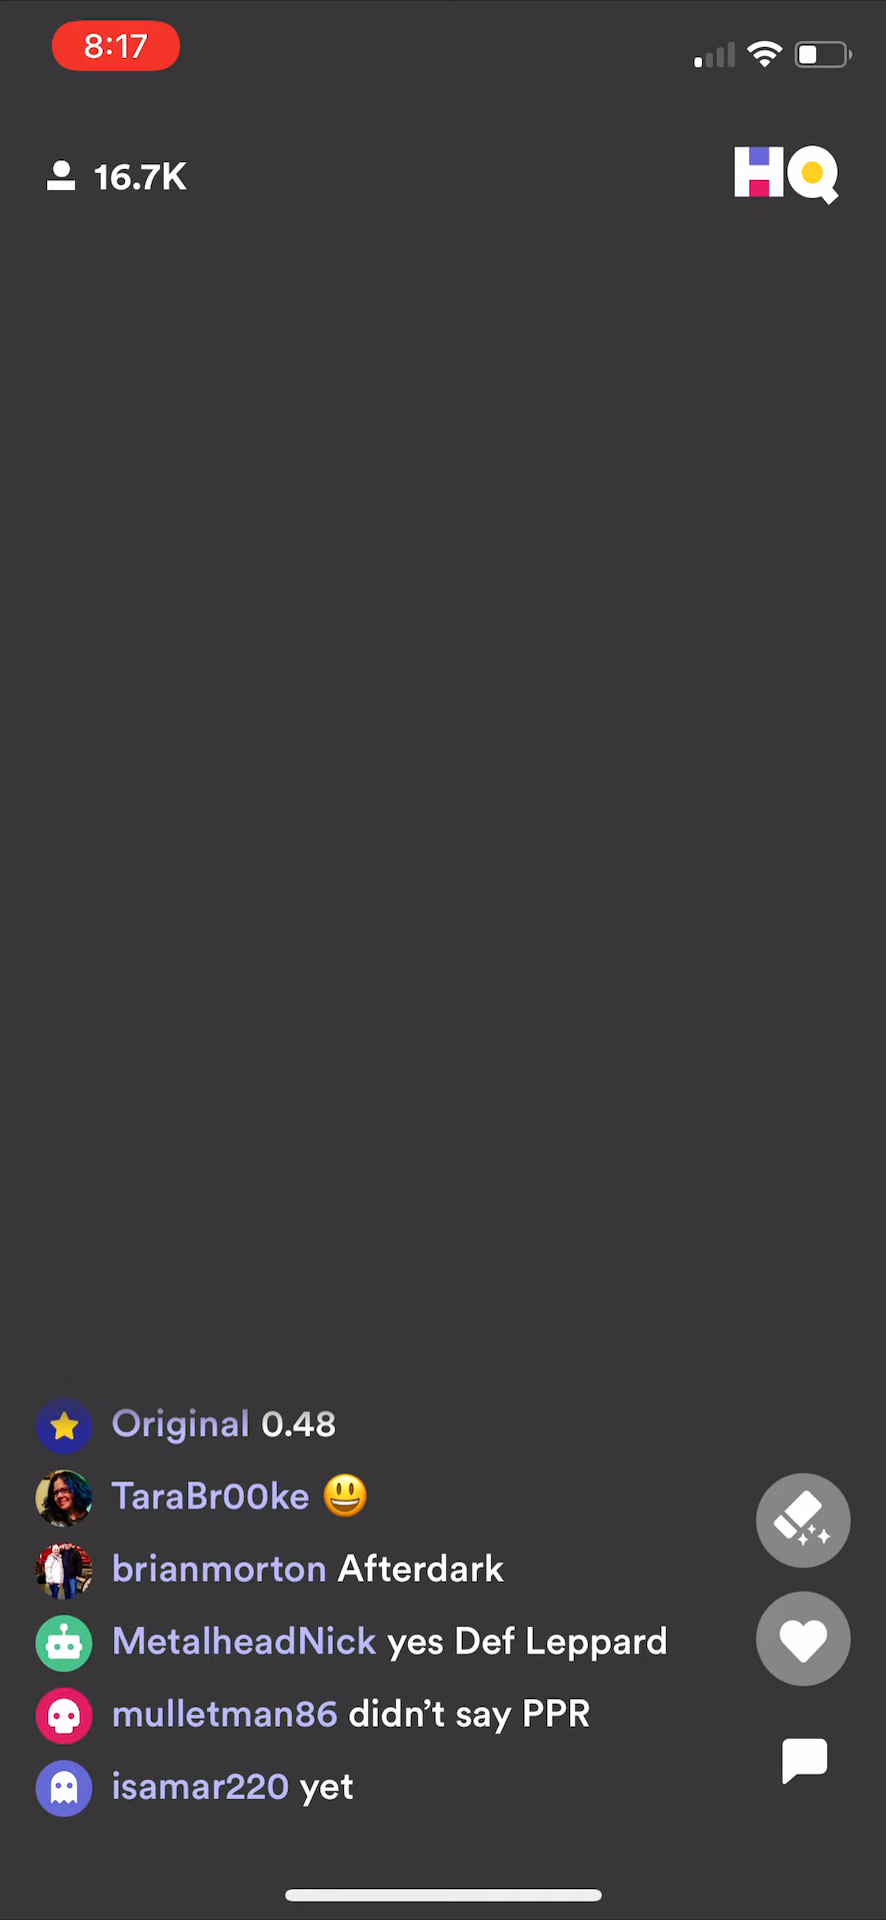 8:17
16.7K
HQ
Original 0.48
TaraBr00ke 😃
brianmorton Afterdark
MetalheadNick yes Def Leppard
mulletman86 didn’t say PPR
isamar220 yet